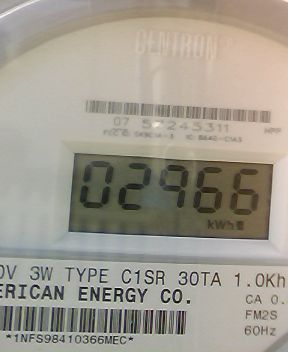 CENTRON
02966
kWh
0V 3W TYPE C1SR 30TA 1.0Kh
ERICAN ENERGY CO.
CA 0.
FM2S
60Hz
*1NFS98410366MEC*